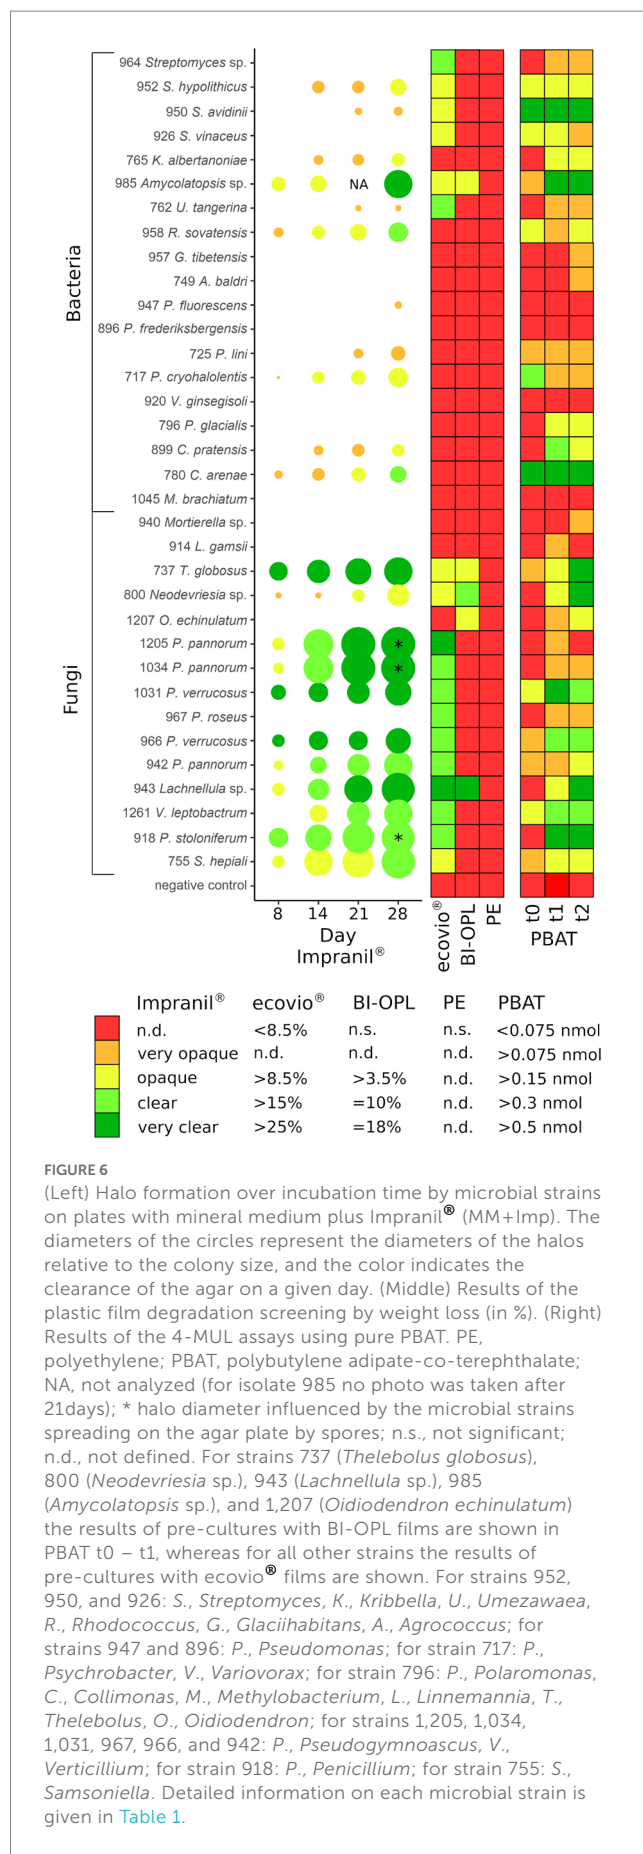 964 Streptomyces sp.
952 S. hypolithicus
950 S. avidinii
926 S. vinaceus
765 K. albertanoniae
985 Amycolatopsis sp.
NA
762 U. tangerina
958 R. sovatensis
957 G. tibetensis
749 A. baldri
947 P. fluorescens
896 P. frederiksbergensis
725 P. lini
717 P. cryohalolentis
920 V. ginsegisoli
796 P. glacialis
899 C. pratensis
780 C. arenae
1045 M. brachiatum
Bacteria
940 Mortierella sp.
914 L. gamsii
737 T. globosus
800 Neodevriesia sp.
1207 O. echinulatum
1205 P. pannorum
*
1034 P. pannorum
*
1031 P. verrucosus
967 P. roseus
966 P. verrucosus
942 P. pannorum
943 Lachnellula sp.
1261 V. leptobactrum
918 P. stoloniferum
*
755 S. hepiali
Fungi
negative control
8 14 21 28
Day
Impranil®
ecovio®
BI-OPL
PE
t0
t1
t2
PBAT
Impranil® ecovio® BI-OPL PE PBAT
n.d. <8.5% n.s. n.s. <0.075 nmol
very opaque n.d. n.d. n.d. >0.075 nmol
opaque >8.5% >3.5% n.d. >0.15 nmol
clear >15% =10% n.d. >0.3 nmol
very clear >25% =18% n.d. >0.5 nmol
FIGURE 6
(Left) Halo formation over incubation time by microbial strains
on plates with mineral medium plus Impranil® (MM+Imp). The
diameters of the circles represent the diameters of the halos
relative to the colony size, and the color indicates the
clearance of the agar on a given day. (Middle) Results of the
plastic film degradation screening by weight loss (in %). (Right)
Results of the 4-MUL assays using pure PBAT. PE,
polyethylene; PBAT, polybutylene adipate-co-terephthalate;
NA, not analyzed (for isolate 985 no photo was taken after
21days); * halo diameter influenced by the microbial strains
spreading on the agar plate by spores; n.s., not significant;
n.d., not defined. For strains 737 (Thelebolus globosus),
800 (Neodevriesia sp.), 943 (Lachnellula sp.), 985
(Amycolatopsis sp.), and 1,207 (Oidiodendron echinulatum)
the results of pre-cultures with BI-OPL films are shown in
PBAT t0 – t1, whereas for all other strains the results of
pre-cultures with ecovio® films are shown. For strains 952,
950, and 926: S., Streptomyces, K., Kribbella, U., Umezawaea,
R., Rhodococcus, G., Glaciihabitans, A., Agrococcus; for
strains 947 and 896: P., Pseudomonas; for strain 717: P.,
Psychrobacter, V., Variovorax; for strain 796: P., Polaromonas,
C., Collimonas, M., Methylobacterium, L., Linnemannia, T.,
Thelebolus, O., Oidiodendron; for strains 1,205, 1,034,
1,031, 967, 966, and 942: P., Pseudogymnoascus, V.,
Verticillium; for strain 918: P., Penicillium; for strain 755: S.,
Samsoniella. Detailed information on each microbial strain is
given in Table 1.